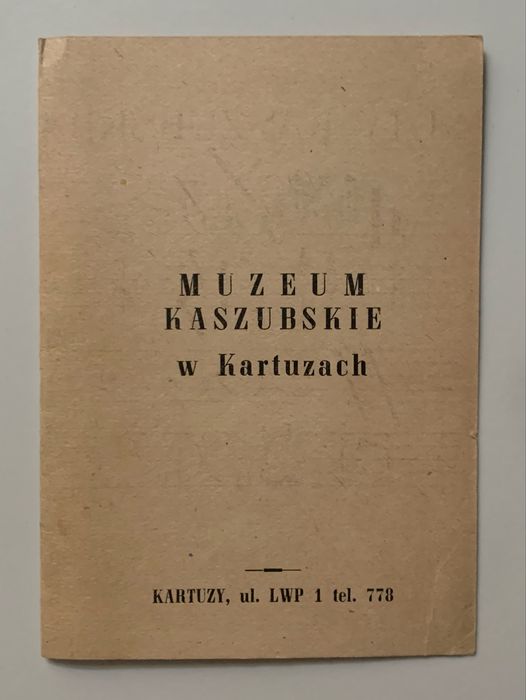 MUZEUM
KASZUBSKIE
w Kartuzach
KARTUZY, ul. LWP 1 tel. 778